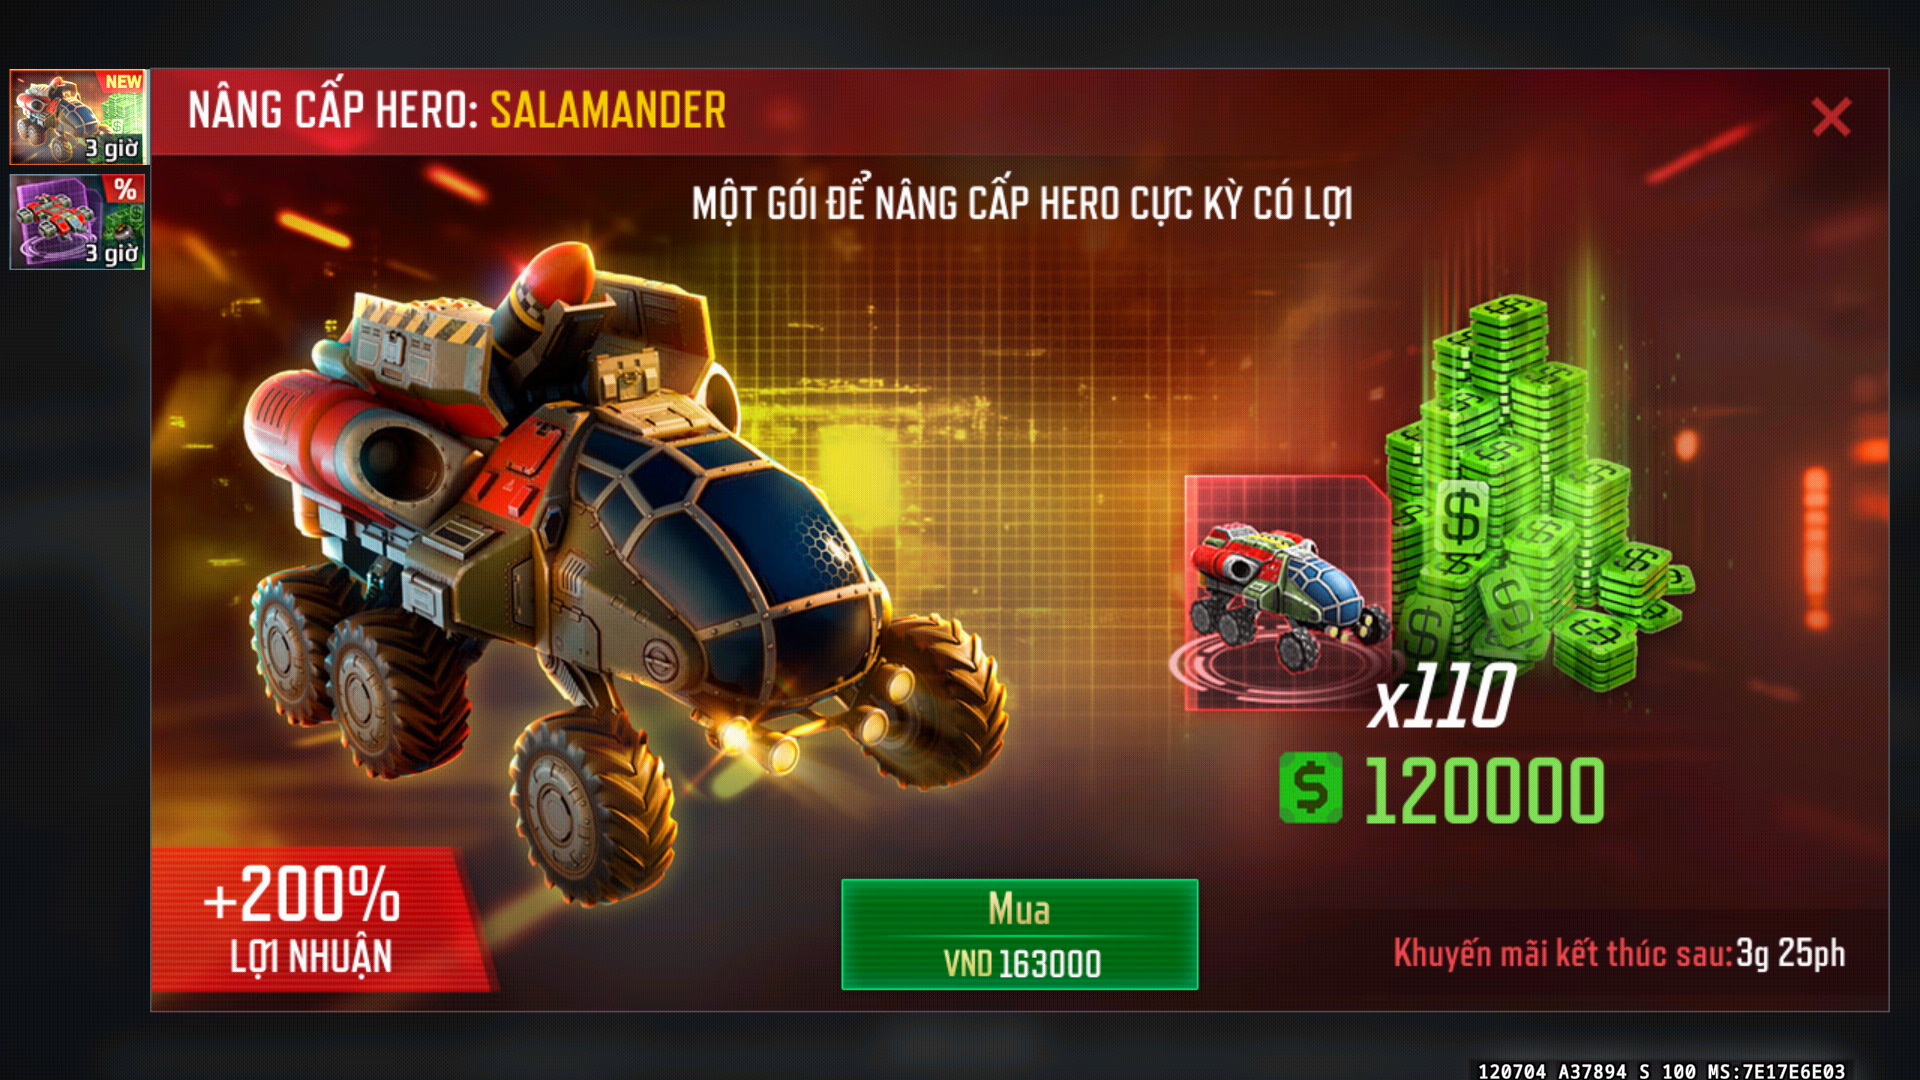 NEW
3 giờ
%
3 giờ
NÂNG CẤP HERO: SALAMANDER
MỘT GÓI ĐỂ NÂNG CẤP HERO CỰC KỲ CÓ LỢI
x110
$ 120000
+200%
LỢI NHUẬN
Mua
VND 163000
Khuyến mãi kết thúc sau: 3g 25ph
120704 A37894 S 100 MS:7E17E6E03